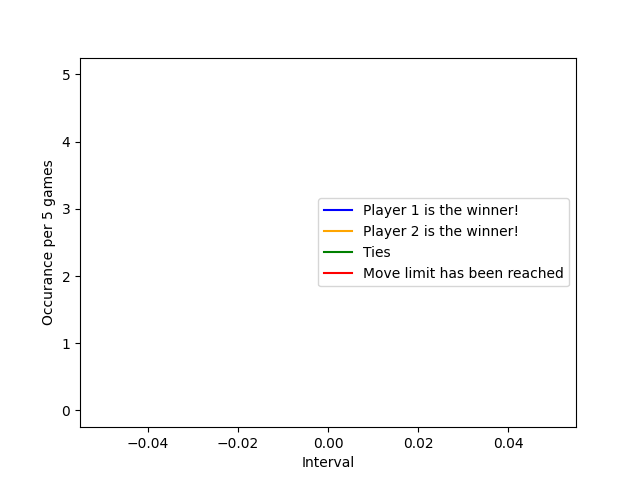 5
4
3
2
1
0
Occurance per 5 games
Player 1 is the winner!
Player 2 is the winner!
Ties
Move limit has been reached
−0.04 −0.02 0.00 0.02 0.04
Interval